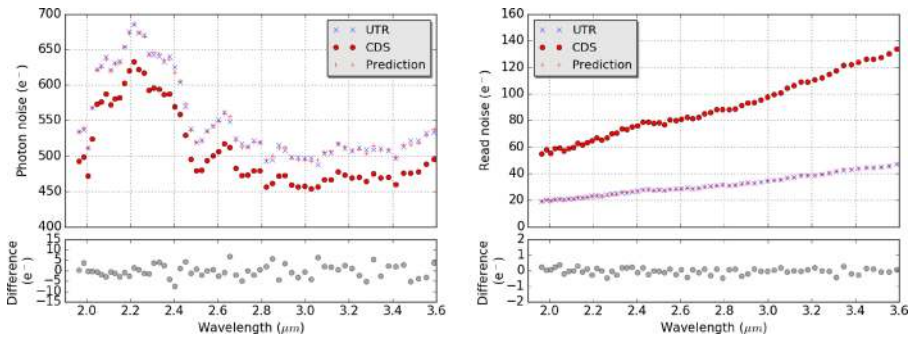 700
650
600
550
500
450
400
Photon noise (e⁻)
UTR
CDS
Prediction
15
10
5
0
−5
−10
−15
Difference
(e⁻)
2.0 2.2 2.4 2.6 2.8 3.0 3.2 3.4 3.6
Wavelength (μm)
160
140
120
100
80
60
40
20
0
Read noise (e⁻)
UTR
CDS
Prediction
2
1
0
−1
−2
Difference
(e⁻)
2.0 2.2 2.4 2.6 2.8 3.0 3.2 3.4 3.6
Wavelength (μm)